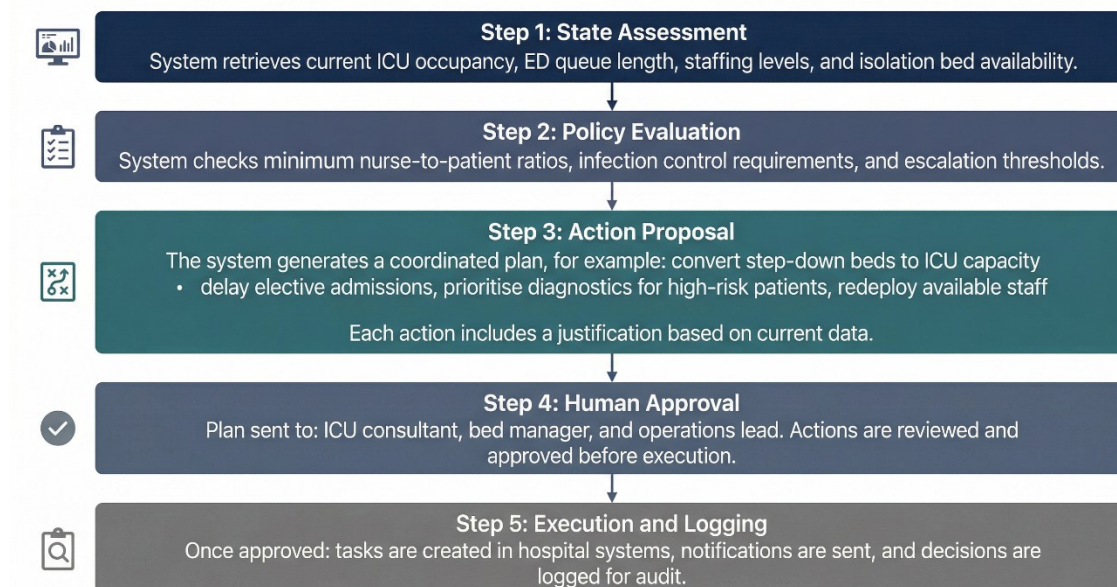 Step 1: State Assessment
System retrieves current ICU occupancy, ED queue length, staffing levels, and isolation bed availability.
Step 2: Policy Evaluation
System checks minimum nurse-to-patient ratios, infection control requirements, and escalation thresholds.
Step 3: Action Proposal
The system generates a coordinated plan, for example: convert step-down beds to ICU capacity
• delay elective admissions, prioritise diagnostics for high-risk patients, redeploy available staff
Each action includes a justification based on current data.
Step 4: Human Approval
Plan sent to: ICU consultant, bed manager, and operations lead. Actions are reviewed and
approved before execution.
Step 5: Execution and Logging
Once approved: tasks are created in hospital systems, notifications are sent, and decisions are
logged for audit.